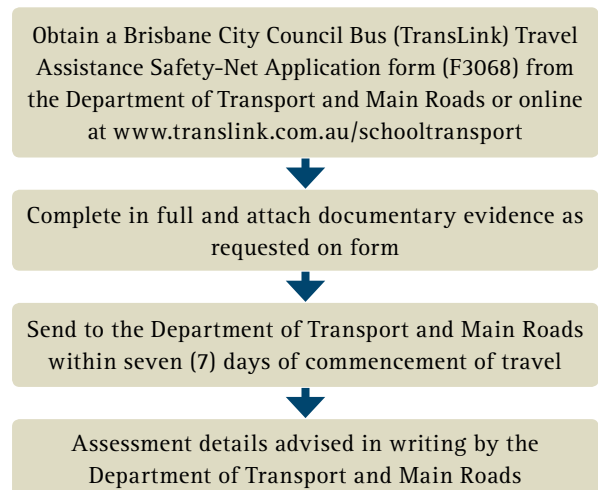 Obtain a Brisbane City Council Bus (TransLink) Travel
Assistance Safety-Net Application form (F3068) from
the Department of Transport and Main Roads or online
at www.translink.com.au/schooltransport
Complete in full and attach documentary evidence as
requested on form
Send to the Department of Transport and Main Roads
within seven (7) days of commencement of travel
Assessment details advised in writing by the
Department of Transport and Main Roads